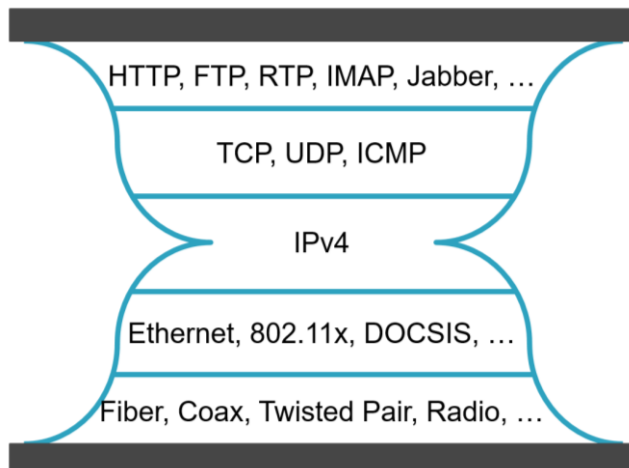 HTTP, FTP, RTP, IMAP, Jabber, …
TCP, UDP, ICMP
IPv4
Ethernet, 802.11x, DOCSIS, …
Fiber, Coax, Twisted Pair, Radio, …